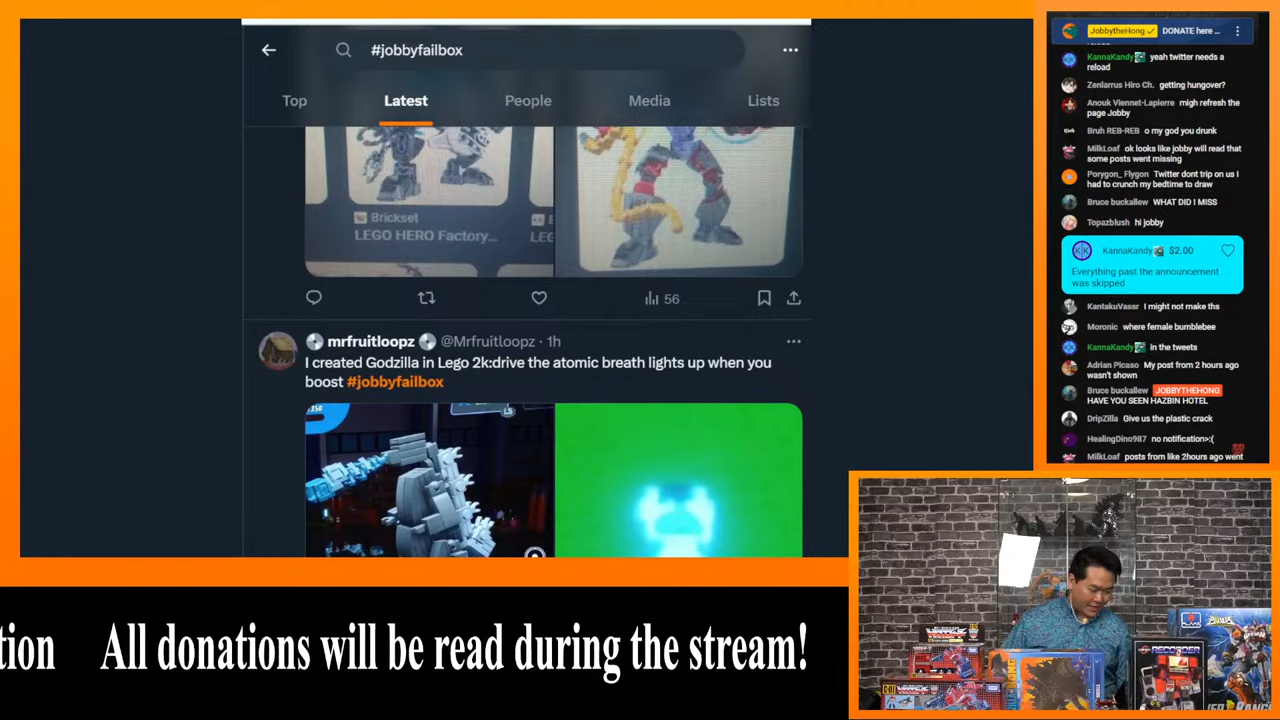 #jobbyfailbox
Top
Latest
People
Media
Lists
Brickset
LEGO HERO Factory...
LEG
56
mrfruitloopz @Mrfruitloopz · 1h
I created Godzilla in Lego 2k:drive the atomic breath lights up when you
boost #jobbyfailbox
tion All donations will be read during the stream!
JobbytheHong DONATE here ...
KannaKandy yeah twitter needs a
reload
Zenlarrus Hiro Ch. getting hungover?
Anouk Viennet-Lapierre migh refresh the
page Jobby
Bruh REB-REB o my god you drunk
MilkLoaf ok looks like jobby will read that
some posts went missing
Porygon_ Flygon Twitter dont trip on us I
had to crunch my bedtime to draw
Bruce buckallew WHAT DID I MISS
Topazblush hi jobby
KannaKandy $2.00
Everything past the announcement
was skipped
KantakuVassr I might not make ths
Moronic where female bumblebee
KannaKandy in the tweets
Adrian Picaso My post from 2 hours ago
wasn't shown
Bruce buckallew JOBBYTHEHONG
HAVE YOU SEEN HAZBIN HOTEL
DripZilla Give us the plastic crack
HealingDino987 no notification>:(
MilkLoaf posts from like 2hours ago went
RECORDER